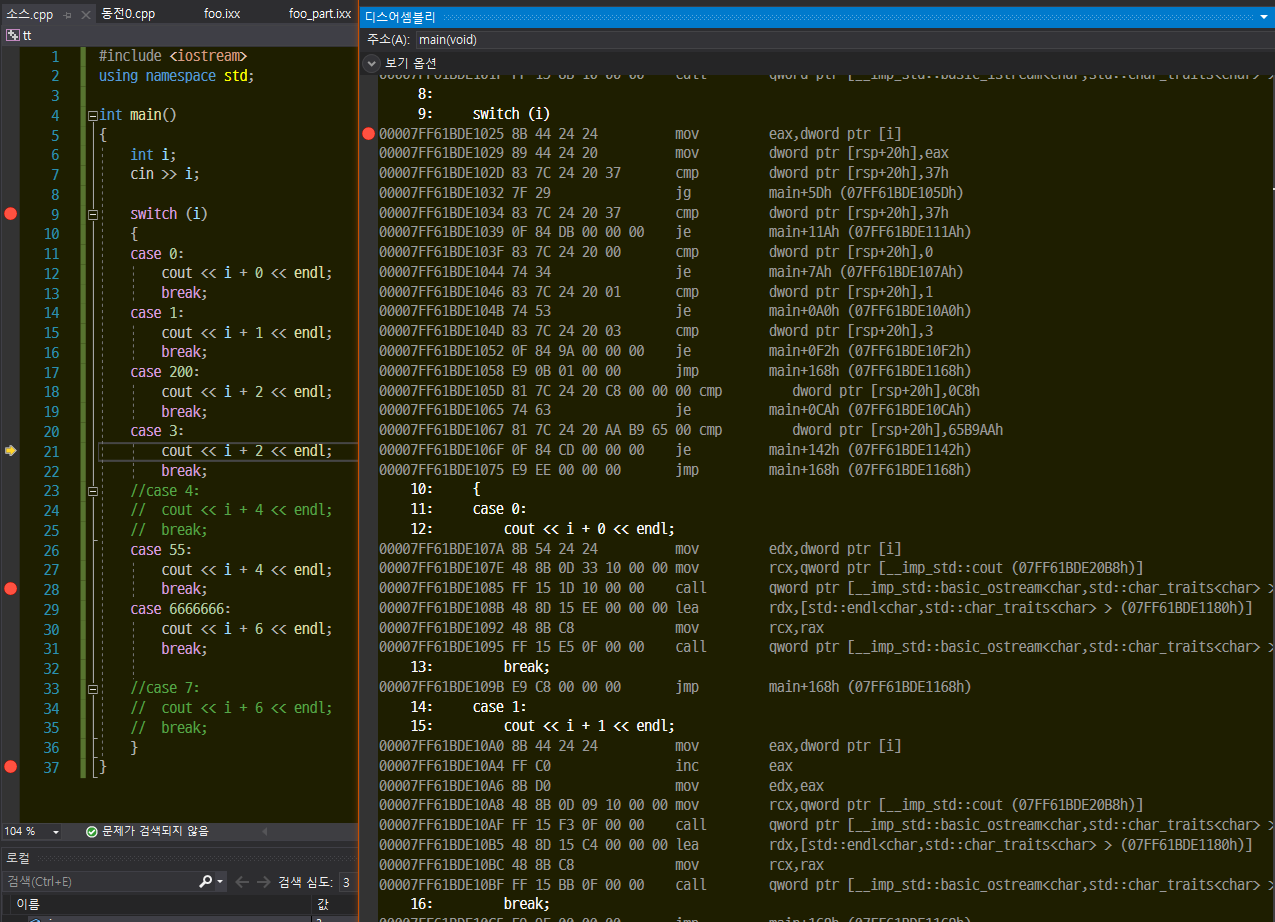 소스.cpp 동전0.cpp foo.ixx foo_part.ixx
tt
1 #include <iostream>
2 using namespace std;
3
4 int main()
5 {
6 int i;
7 cin >> i;
8
9 switch (i)
10 {
11 case 0:
12 cout << i + 0 << endl;
13 break;
14 case 1:
15 cout << i + 1 << endl;
16 break;
17 case 200:
18 cout << i + 2 << endl;
19 break;
20 case 3:
21 cout << i + 2 << endl;
22 break;
23 //case 4:
24 // cout << i + 4 << endl;
25 // break;
26 case 55:
27 cout << i + 4 << endl;
28 break;
29 case 6666666:
30 cout << i + 6 << endl;
31 break;
32
33 //case 7:
34 // cout << i + 6 << endl;
35 // break;
36 }
37 }
104 % 문제가 검색되지 않음
로컬
검색(Ctrl+E) 검색 심도: 3
이름 값
디스어셈블리
주소(A): main(void)
보기 옵션
8:
9: switch (i)
00007FF61BDE1025 8B 44 24 24 mov eax,dword ptr [i]
00007FF61BDE1029 89 44 24 20 mov dword ptr [rsp+20h],eax
00007FF61BDE102D 83 7C 24 20 37 cmp dword ptr [rsp+20h],37h
00007FF61BDE1032 7F 29 jg main+5Dh (07FF61BDE105Dh)
00007FF61BDE1034 83 7C 24 20 37 cmp dword ptr [rsp+20h],37h
00007FF61BDE1039 0F 84 DB 00 00 00 je main+11Ah (07FF61BDE111Ah)
00007FF61BDE103F 83 7C 24 20 00 cmp dword ptr [rsp+20h],0
00007FF61BDE1044 74 34 je main+7Ah (07FF61BDE107Ah)
00007FF61BDE1046 83 7C 24 20 01 cmp dword ptr [rsp+20h],1
00007FF61BDE104B 74 53 je main+0A0h (07FF61BDE10A0h)
00007FF61BDE104D 83 7C 24 20 03 cmp dword ptr [rsp+20h],3
00007FF61BDE1052 0F 84 9A 00 00 00 je main+0F2h (07FF61BDE10F2h)
00007FF61BDE1058 E9 0B 01 00 00 jmp main+168h (07FF61BDE1168h)
00007FF61BDE105D 81 7C 24 20 C8 00 00 00 cmp dword ptr [rsp+20h],0C8h
00007FF61BDE1065 74 63 je main+0CAh (07FF61BDE10CAh)
00007FF61BDE1067 81 7C 24 20 AA B9 65 00 cmp dword ptr [rsp+20h],65B9AAh
00007FF61BDE106F 0F 84 CD 00 00 00 je main+142h (07FF61BDE1142h)
00007FF61BDE1075 E9 EE 00 00 00 jmp main+168h (07FF61BDE1168h)
10: {
11: case 0:
12: cout << i + 0 << endl;
00007FF61BDE107A 8B 54 24 24 mov edx,dword ptr [i]
00007FF61BDE107E 48 8B 0D 33 10 00 00 mov rcx,qword ptr [__imp_std::cout (07FF61BDE20B8h)]
00007FF61BDE1085 FF 15 1D 10 00 00 call qword ptr [__imp_std::basic_ostream<char,std::char_traits<char> >
00007FF61BDE108B 48 8D 15 EE 00 00 00 lea rdx,[std::endl<char,std::char_traits<char> > (07FF61BDE1180h)]
00007FF61BDE1092 48 8B C8 mov rcx,rax
00007FF61BDE1095 FF 15 E5 0F 00 00 call qword ptr [__imp_std::basic_ostream<char,std::char_traits<char> >
13: break;
00007FF61BDE109B E9 C8 00 00 00 jmp main+168h (07FF61BDE1168h)
14: case 1:
15: cout << i + 1 << endl;
00007FF61BDE10A0 8B 44 24 24 mov eax,dword ptr [i]
00007FF61BDE10A4 FF C0 inc eax
00007FF61BDE10A6 8B D0 mov edx,eax
00007FF61BDE10A8 48 8B 0D 09 10 00 00 mov rcx,qword ptr [__imp_std::cout (07FF61BDE20B8h)]
00007FF61BDE10AF FF 15 F3 0F 00 00 call qword ptr [__imp_std::basic_ostream<char,std::char_traits<char> >
00007FF61BDE10B5 48 8D 15 C4 00 00 00 lea rdx,[std::endl<char,std::char_traits<char> > (07FF61BDE1180h)]
00007FF61BDE10BC 48 8B C8 mov rcx,rax
00007FF61BDE10BF FF 15 BB 0F 00 00 call qword ptr [__imp_std::basic_ostream<char,std::char_traits<char> >
16: break;